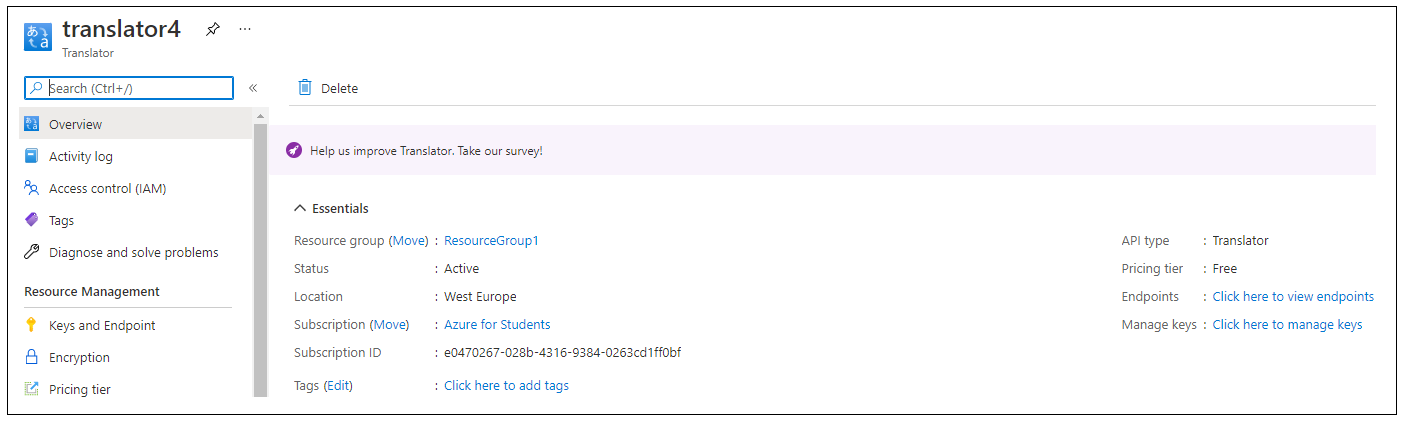 translator4 ...
Translator
Search (Ctrl+/) «
Delete
Overview
Activity log
Access control (IAM)
Tags
Diagnose and solve problems
Resource Management
Keys and Endpoint
Encryption
Pricing tier
Help us improve Translator. Take our survey!
Essentials
Resource group (Move) : ResourceGroup1
Status : Active
Location : West Europe
Subscription (Move) : Azure for Students
Subscription ID : e0470267-028b-4316-9384-0263cd1ff0bf
Tags (Edit) : Click here to add tags
API type : Translator
Pricing tier : Free
Endpoints : Click here to view endpoints
Manage keys : Click here to manage keys